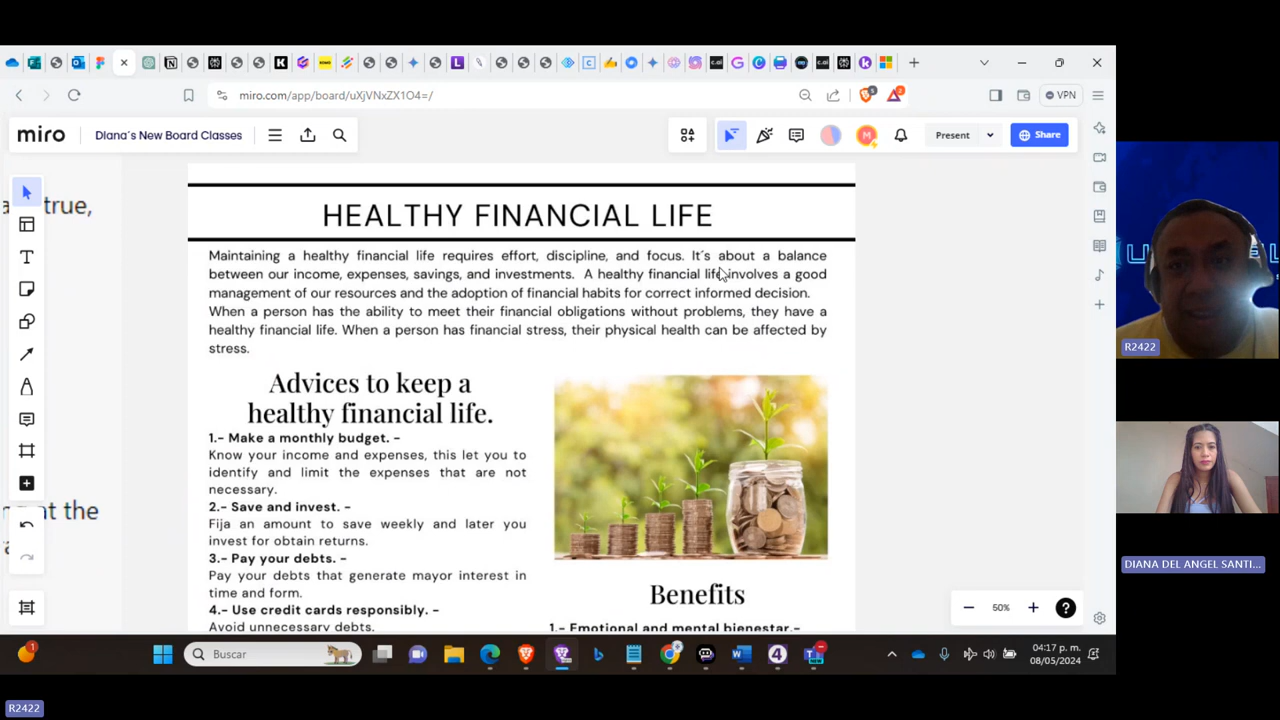 miro.com/app/board/uXjVNxZX1O4=/
VPN
miro
DIana's New Board Classes
Present
Share
true,
HEALTHY FINANCIAL LIFE
Maintaining a healthy financial life requires effort, discipline, and focus. It´s about a balance
between our income, expenses, savings, and investments. A healthy financial life involves a good
management of our resources and the adoption of financial habits for correct informed decision.
When a person has the ability to meet their financial obligations without problems, they have a
healthy financial life. When a person has financial stress, their physical health can be affected by
stress.
Advices to keep a
healthy financial life.
1.- Make a monthly budget. -
Know your income and expenses, this let you to
identify and limit the expenses that are not
necessary.
2.- Save and invest. -
Fija an amount to save weekly and later you
invest for obtain returns.
3.- Pay your debts. -
Pay your debts that generate mayor interest in
time and form.
4.- Use credit cards responsibly. -
Avoid unnecessary debts.
Benefits
1.- Emotional and mental bienestar.-
at the
50%
Buscar
04:17 p. m.
08/05/2024
R2422
DIANA DEL ANGEL SANTI...
R2422